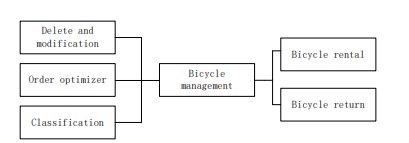 Delete and
modification
Order optimizer
Classification
Bicycle
management
Bicycle rental
Bicycle return